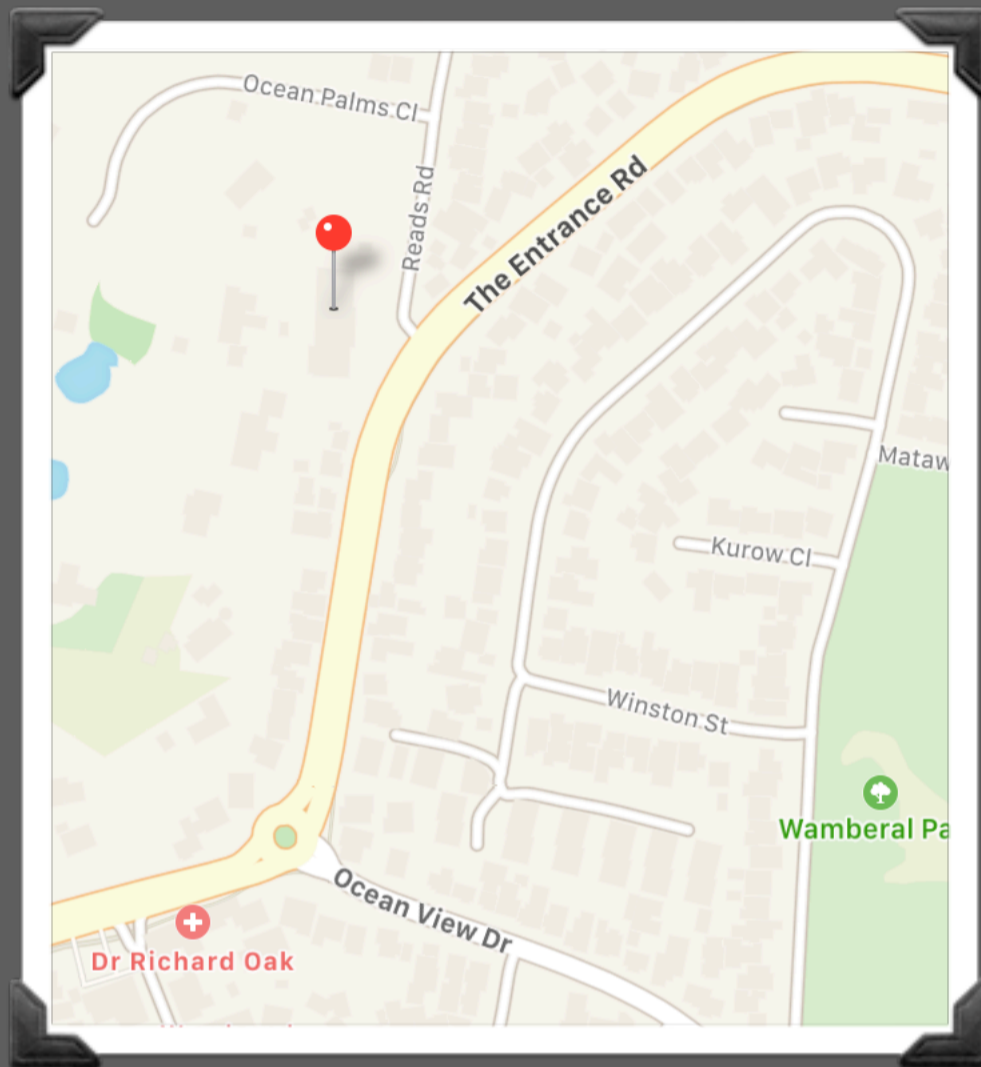 Ocean Palms Cl
Reads Rd
The Entrance Rd
Mataw
Kurow Cl
Winston St
Wamberal Pa
Ocean View Dr
Dr Richard Oak